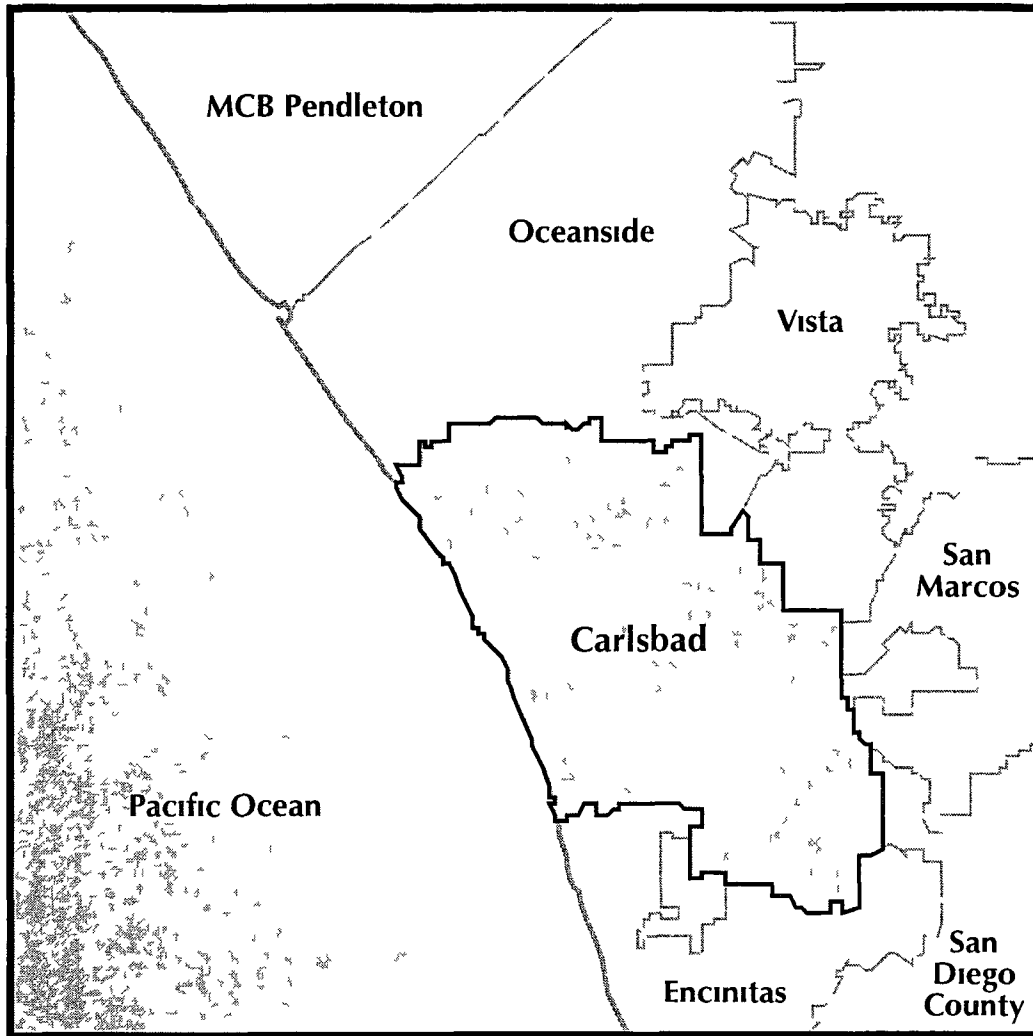 MCB Pendleton
Oceanside
Vista
San
Marcos
Carlsbad
Pacific Ocean
Encinitas
San
Diego
County